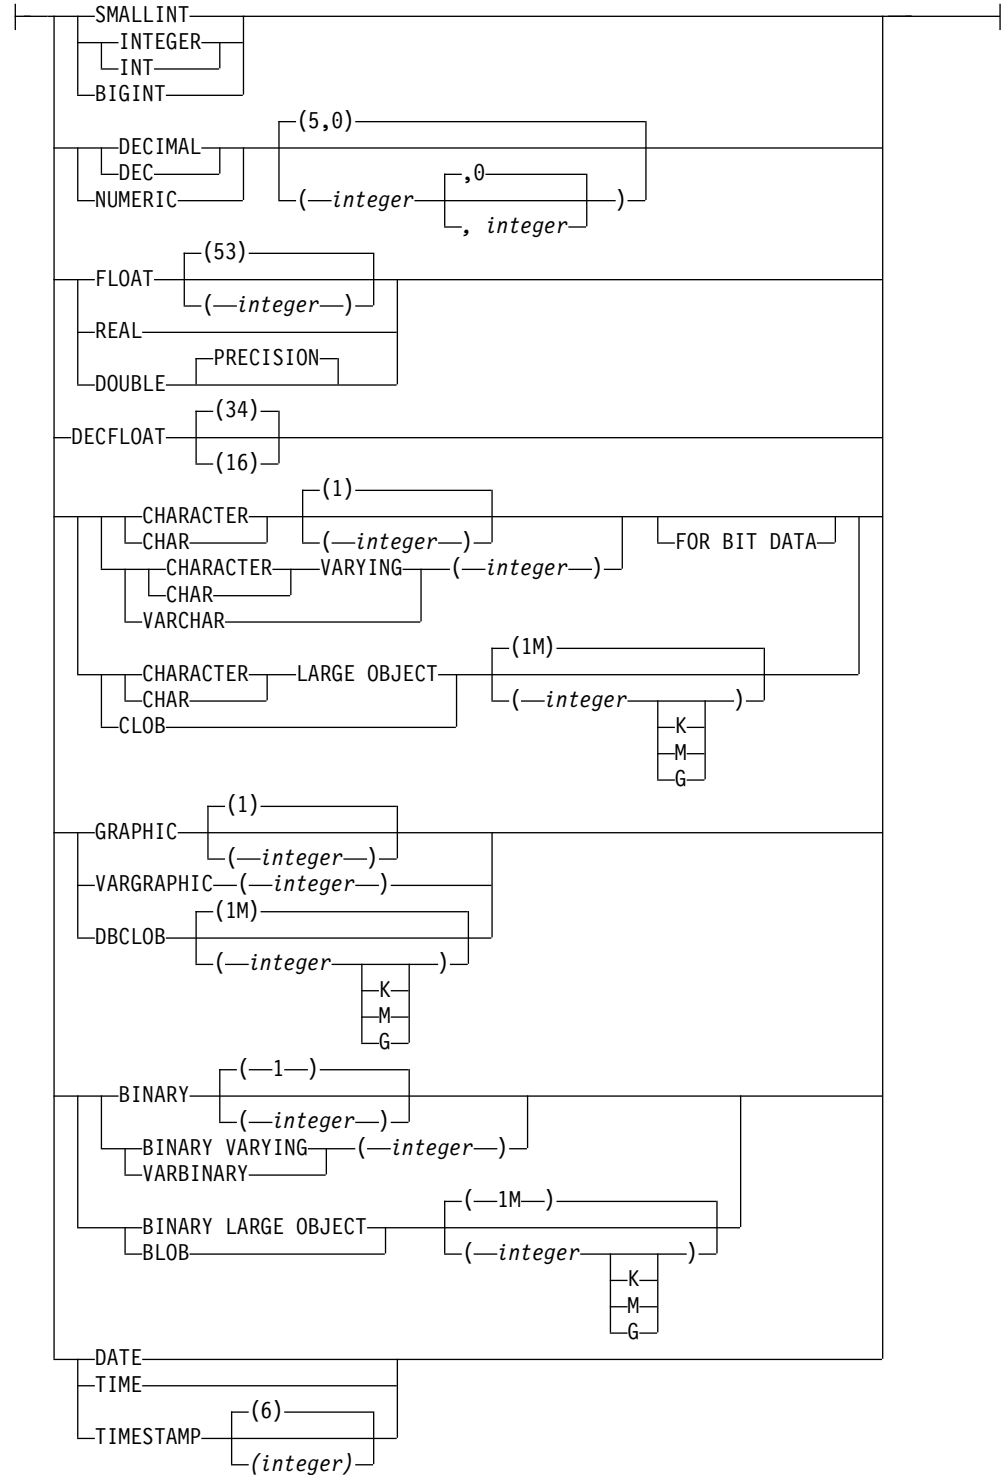 SMALLINT
INTEGER
INT
BIGINT
(5,0)
DECIMAL
DEC
,0
NUMERIC
( integer )
, integer
(53)
FLOAT
( integer )
REAL
PRECISION
DOUBLE
(34)
DECFLOAT
(16)
(1)
CHARACTER
CHAR
( integer )
FOR BIT DATA
CHARACTER VARYING ( integer )
CHAR
VARCHAR
(1M)
CHARACTER LARGE OBJECT
CHAR
( integer )
CLOB
K
M
G
(1)
GRAPHIC
( integer )
VARGRAPHIC ( integer )
(1M)
DBCLOB
( integer )
K
M
G
( 1 )
BINARY
( integer )
BINARY VARYING ( integer )
VARBINARY
( 1M )
BINARY LARGE OBJECT
BLOB
( integer )
K
M
G
DATE
TIME
(6)
TIMESTAMP
(integer)